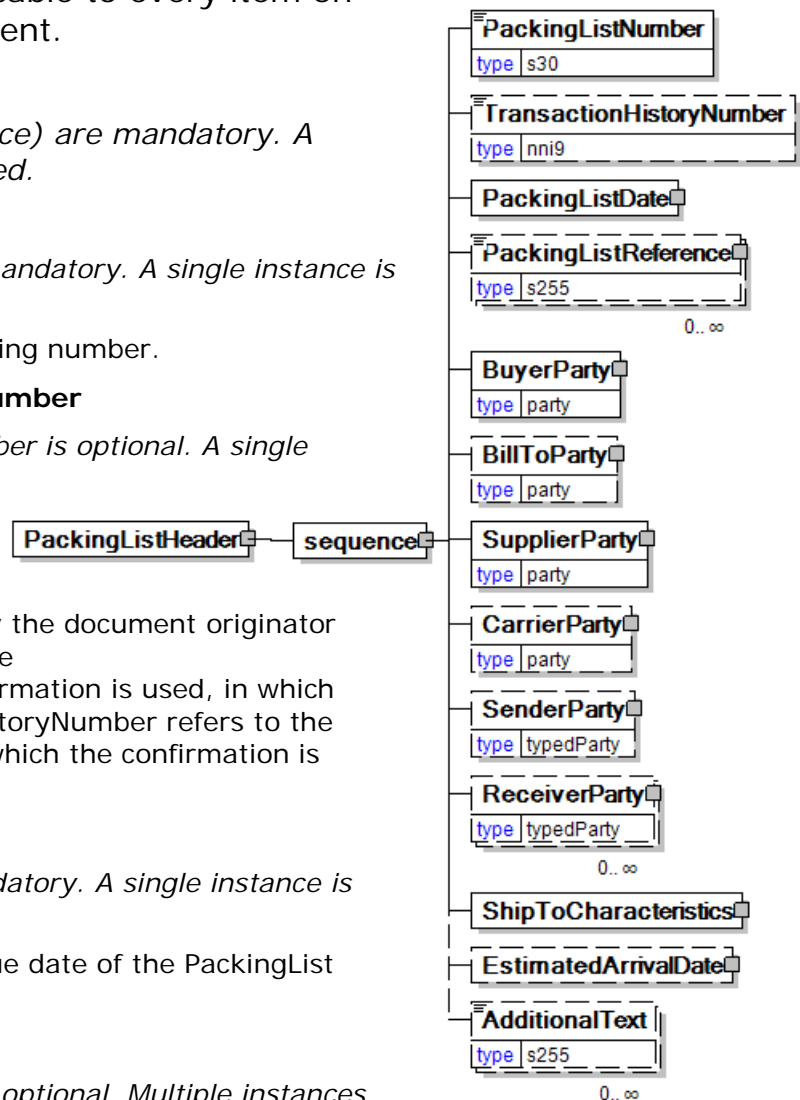 able to every item on
ent.
ce) are mandatory. A
ed.
andatory. A single instance is
ing number.
umber
ber is optional. A single
the document originator
e
rmation is used, in which
toryNumber refers to the
which the confirmation is
datory. A single instance is
ue date of the PackingList
optional. Multiple instances
PackingListHeader
sequence
PackingListNumber
type s30
TransactionHistoryNumber
type nni9
PackingListDate
PackingListReference
type s255
0.. ∞
BuyerParty
type party
BillToParty
type party
SupplierParty
type party
CarrierParty
type party
SenderParty
type typedParty
ReceiverParty
type typedParty
0.. ∞
ShipToCharacteristics
EstimatedArrivalDate
AdditionalText
type s255
0.. ∞